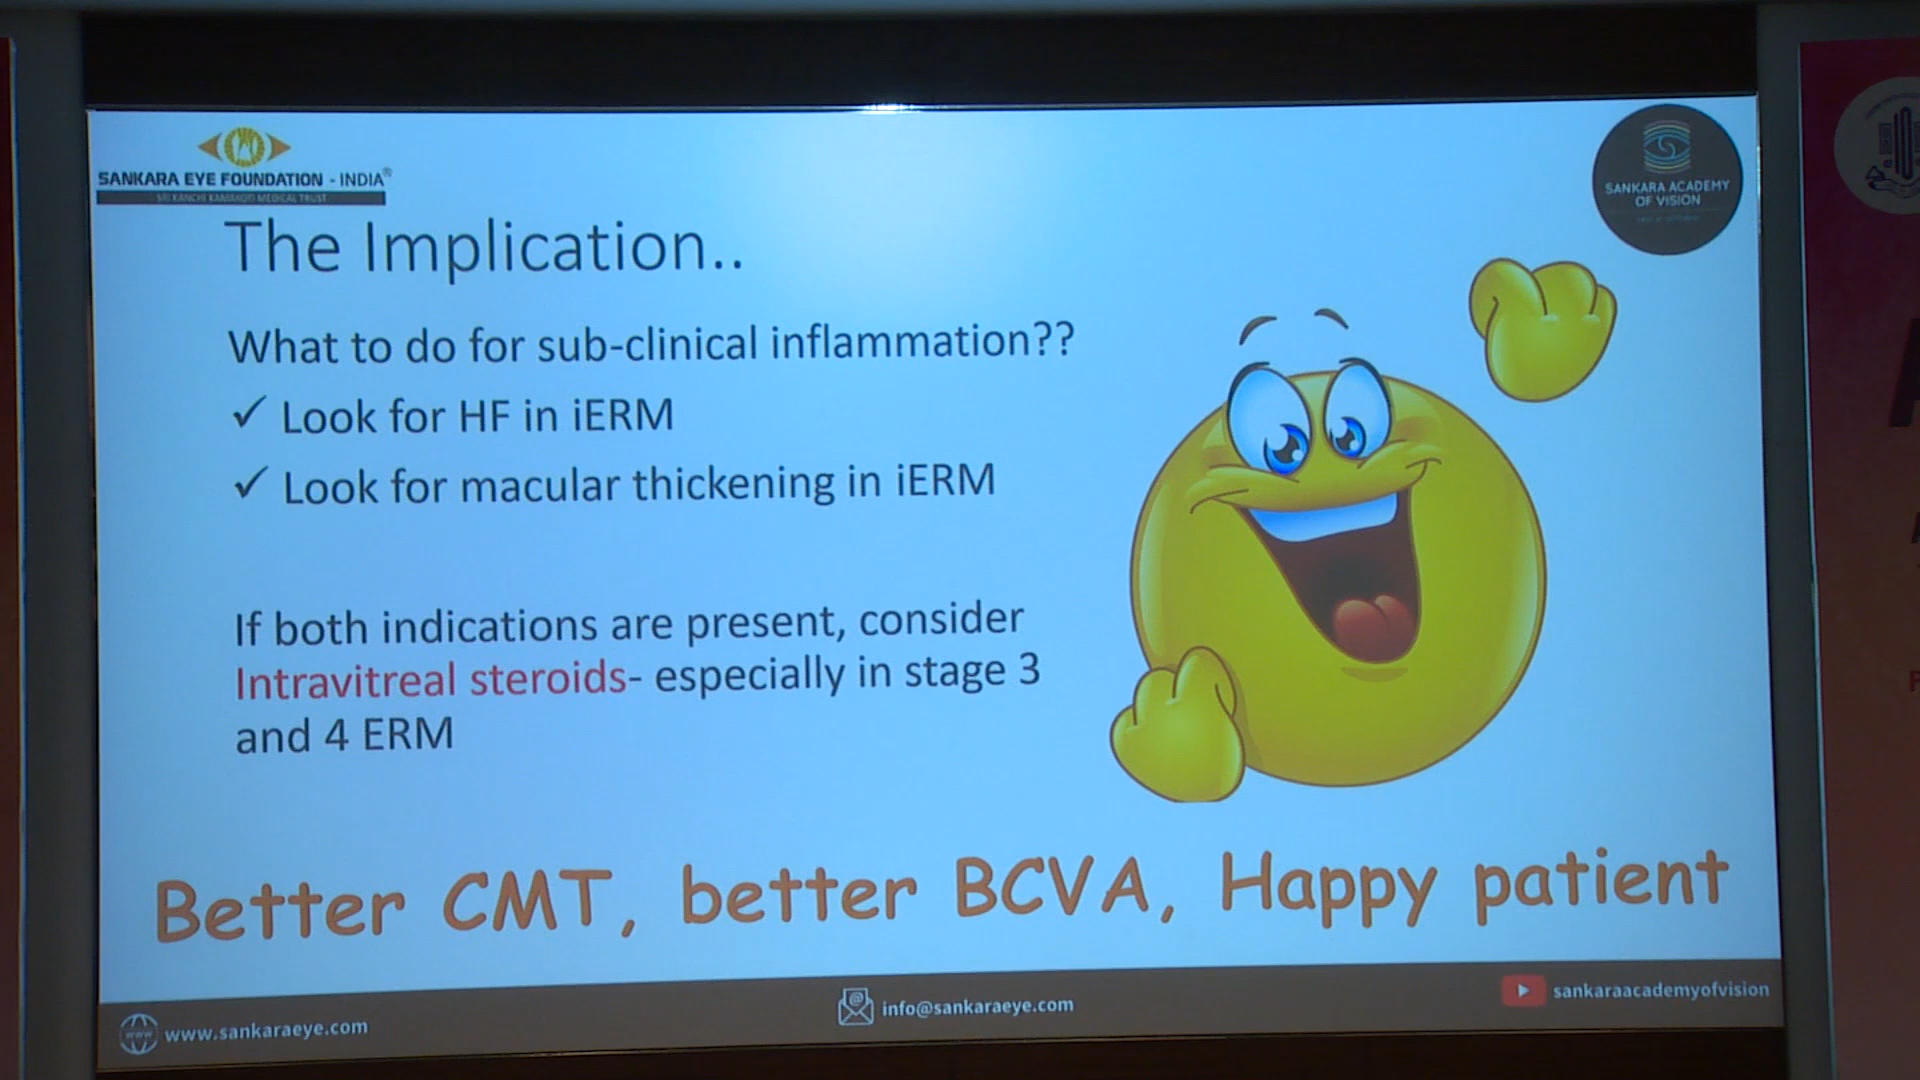 SANKARA EYE FOUNDATION - INDIA®
SRI KANCHI KAMAKOTI MEDICAL TRUST
SANKARA ACADEMY
OF VISION
The Implication..
What to do for sub-clinical inflammation??
✓ Look for HF in iERM
✓ Look for macular thickening in iERM
If both indications are present, consider
Intravitreal steroids- especially in stage 3
and 4 ERM
Better CMT, better BCVA, Happy patient
www www.sankaraeye.com
@ info@sankaraeye.com
sankaraacademyofvision